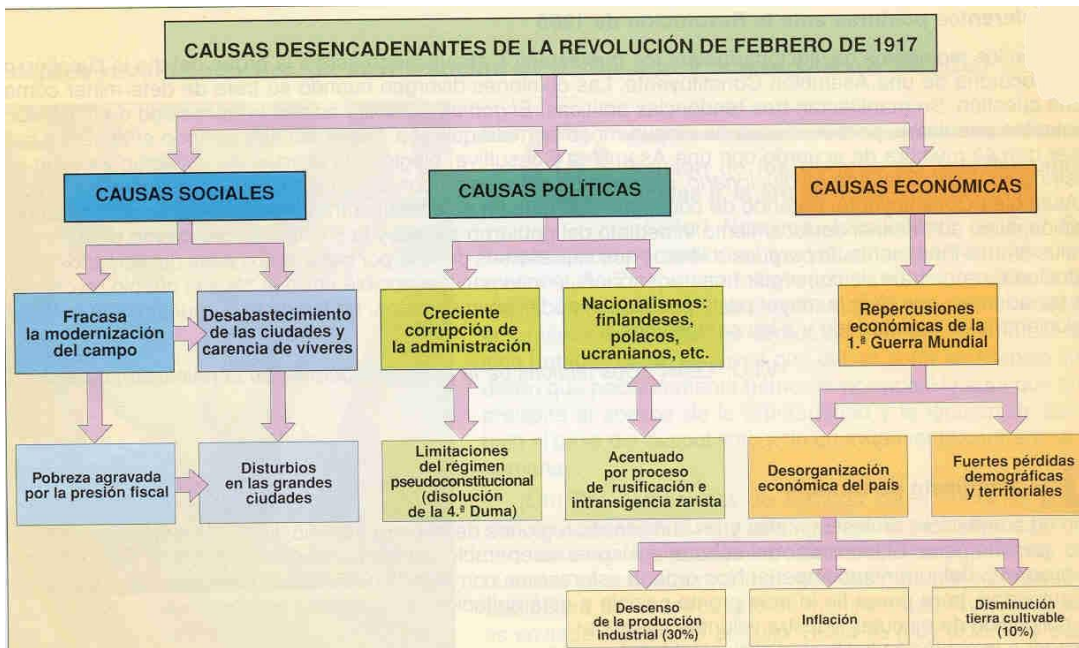 CAUSAS DESENCADENANTES DE LA REVOLUCIÓN DE FEBRERO DE 1917
CAUSAS SOCIALES
CAUSAS POLÍTICAS
CAUSAS ECONÓMICAS
Fracasa
la modernización
del campo
Desabastecimiento
de las ciudades y
carencia de víveres
Creciente
corrupción de
la administración
Nacionalismos:
finlandeses,
polacos,
ucranianos, etc.
Repercusiones
económicas de la
1.ª Guerra Mundial
Pobreza agravada
por la presión fiscal
Disturbios
en las grandes
ciudades
Limitaciones
del régimen
pseudoconstitucional
(disolución
de la 4.ª Duma)
Acentuado
por proceso
de rusificación e
intransigencia zarista
Desorganización
económica del país
Fuertes pérdidas
demográficas
y territoriales
Descenso
de la producción
industrial (30%)
Inflación
Disminución
tierra cultivable
(10%)